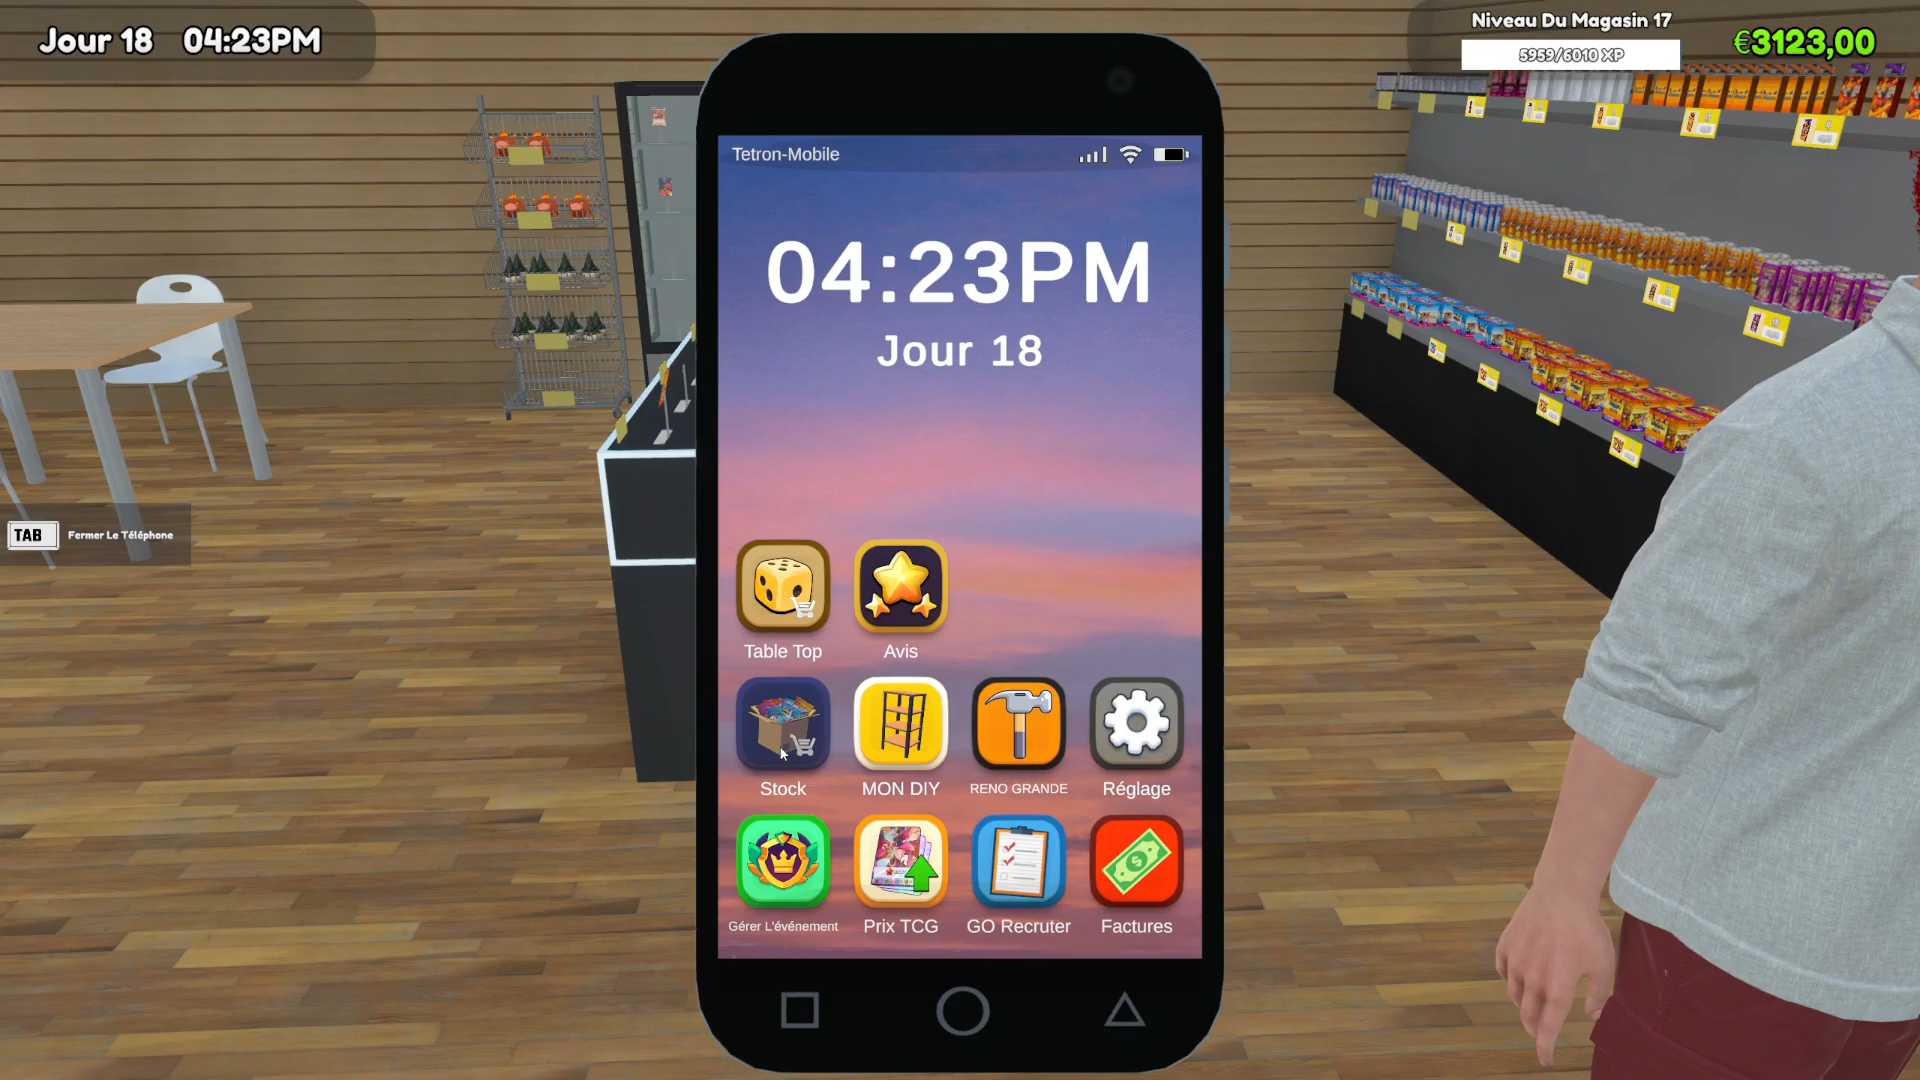 Jour 18 04:23PM
Niveau Du Magasin 17
5959/6010 XP
€3123,00
Tetron-Mobile
04:23PM
Jour 18
TAB Fermer Le Téléphone
Table Top
Avis
Stock
MON DIY
RENO GRANDE
Réglage
Gérer L'événement
Prix TCG
GO Recruter
Factures